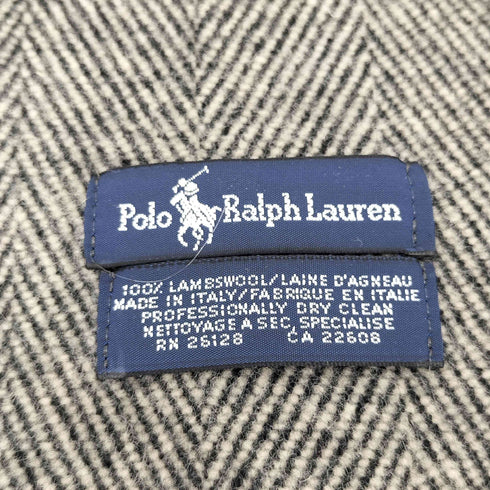 Polo Ralph Lauren
100% LAMBSWOOL/LAINE D'AGNEAU
MADE IN ITALY/FABRIQUE EN ITALIE
PROFESSIONALLY DRY CLEAN
NETTOYAGE A SEC, SPECIALISE
RN 26128 CA 22608